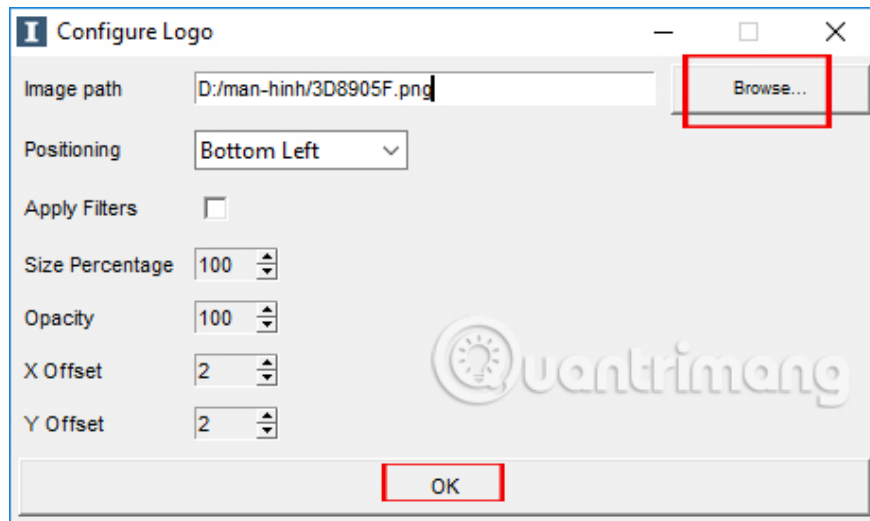 I Configure Logo
Image path D:/man-hinh/3D8905F.png Browse...
Positioning Bottom Left
Apply Filters
Size Percentage 100
Opacity 100
X Offset 2
Y Offset 2
Quantrimang
OK